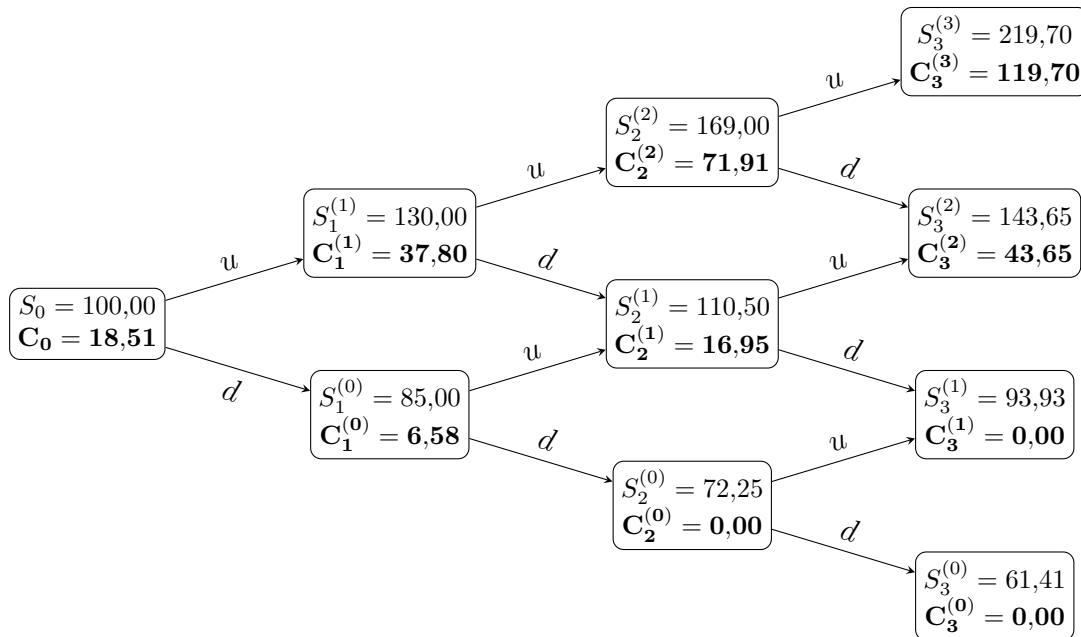 S_3^{(3)} = 219,70
C_3^{(3)} = 119,70
u
S_2^{(2)} = 169,00
C_2^{(2)} = 71,91
u
d
S_1^{(1)} = 130,00
C_1^{(1)} = 37,80
S_3^{(2)} = 143,65
C_3^{(2)} = 43,65
u
d
u
S_0 = 100,00
C_0 = 18,51
S_2^{(1)} = 110,50
C_2^{(1)} = 16,95
d
u
d
S_1^{(0)} = 85,00
C_1^{(0)} = 6,58
S_3^{(1)} = 93,93
C_3^{(1)} = 0,00
d
u
S_2^{(0)} = 72,25
C_2^{(0)} = 0,00
d
S_3^{(0)} = 61,41
C_3^{(0)} = 0,00